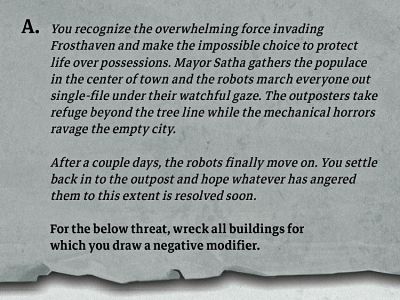 A. You recognize the overwhelming force invading
Frosthaven and make the impossible choice to protect
life over possessions. Mayor Satha gathers the populace
in the center of town and the robots march everyone out
single-file under their watchful gaze. The outposters take
refuge beyond the tree line while the mechanical horrors
ravage the empty city.
After a couple days, the robots finally move on. You settle
back in to the outpost and hope whatever has angered
them to this extent is resolved soon.
For the below threat, wreck all buildings for
which you draw a negative modifier.